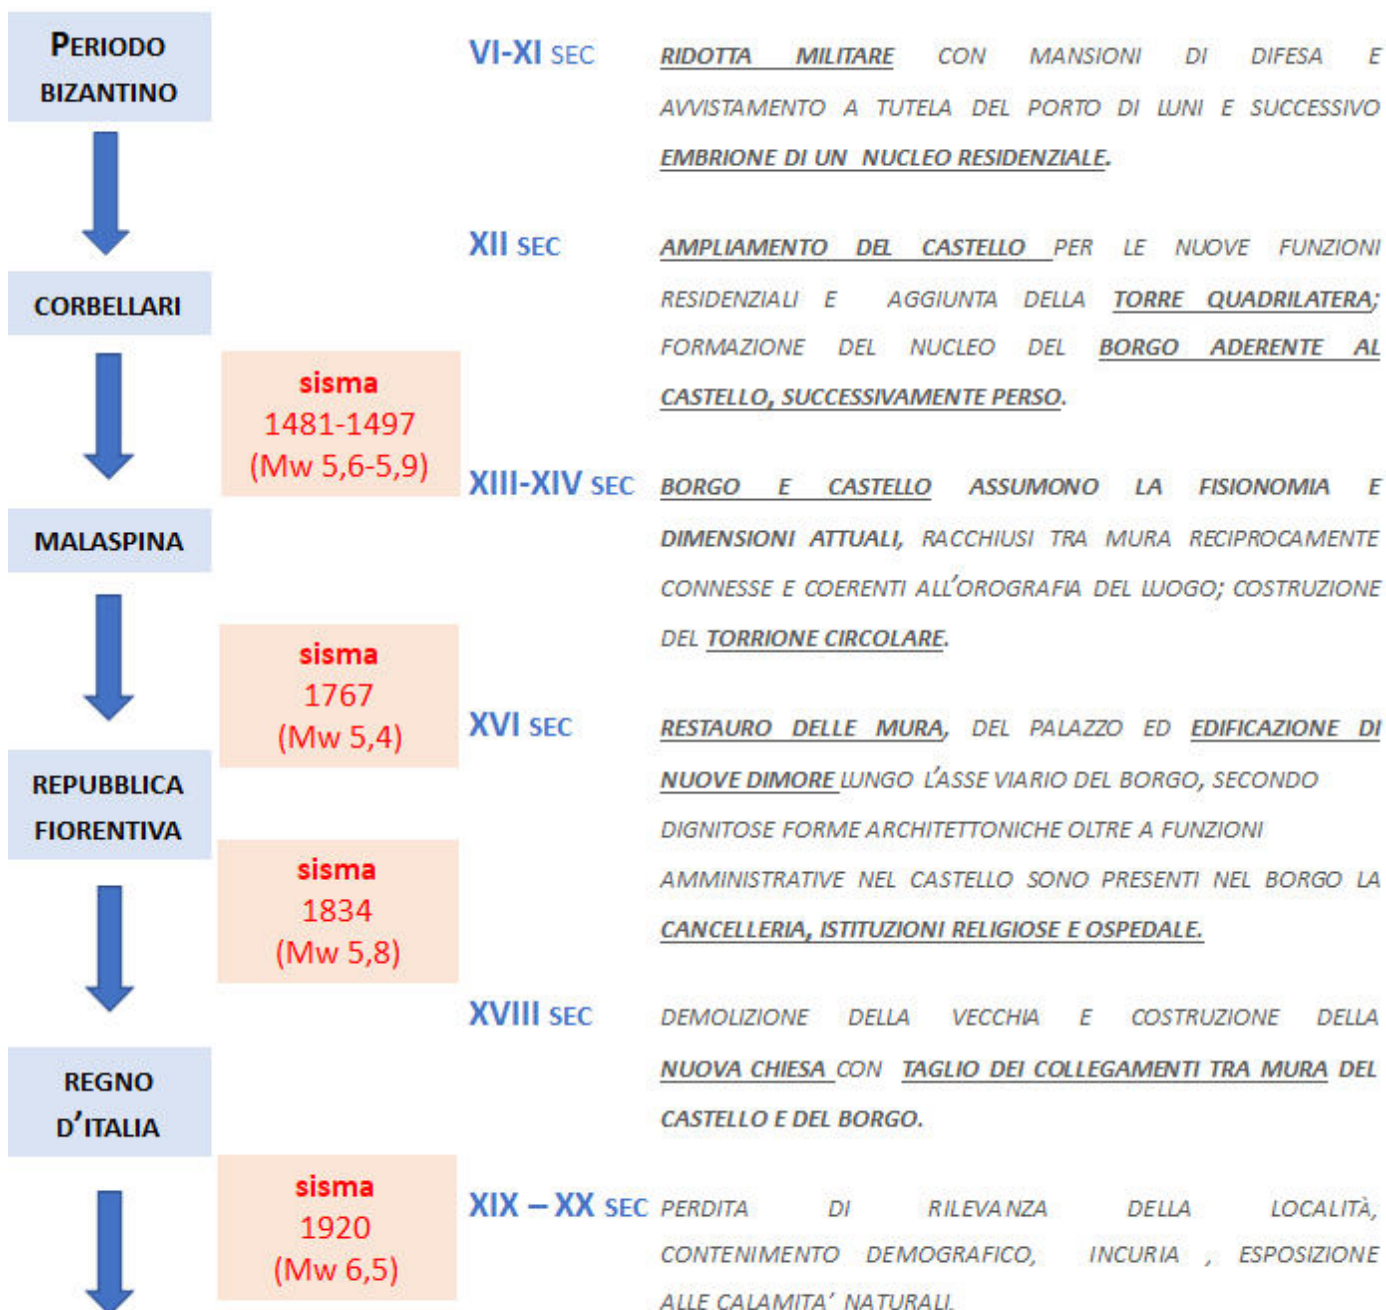 PERIODO
BIZANTINO
VI-XI SEC
RIDOTTA MILITARE CON MANSIONI DI DIFESA E
AVVISTAMENTO A TUTELA DEL PORTO DI LUNI E SUCCESSIVO
EMBRIONE DI UN NUCLEO RESIDENZIALE.
CORBELLARI
XII SEC
AMPLIAMENTO DEL CASTELLO PER LE NUOVE FUNZIONI
RESIDENZIALI E AGGIUNTA DELLA TORRE QUADRILATERA;
FORMAZIONE DEL NUCLEO DEL BORGO ADERENTE AL
CASTELLO, SUCCESSIVAMENTE PERSO.
sisma
1481-1497
(Mw 5,6-5,9)
MALASPINA
XIII-XIV SEC
BORGO E CASTELLO ASSUMONO LA FISIONOMIA E
DIMENSIONI ATTUALI, RACCHIUSI TRA MURA RECIPROCAMENTE
CONNESSE E COERENTI ALL'OROGRAFIA DEL LUOGO; COSTRUZIONE
DEL TORRIONE CIRCOLARE.
sisma
1767
(Mw 5,4)
REPUBBLICA
FIORENTIVA
XVI SEC
RESTAURO DELLE MURA, DEL PALAZZO ED EDIFICAZIONE DI
NUOVE DIMORE LUNGO L'ASSE VIARIO DEL BORGO, SECONDO
DIGNITOSE FORME ARCHITETTONICHE OLTRE A FUNZIONI
AMMINISTRATIVE NEL CASTELLO SONO PRESENTI NEL BORGO LA
CANCELLERIA, ISTITUZIONI RELIGIOSE E OSPEDALE.
sisma
1834
(Mw 5,8)
REGNO
D'ITALIA
XVIII SEC
DEMOLIZIONE DELLA VECCHIA E COSTRUZIONE DELLA
NUOVA CHIESA CON TAGLIO DEI COLLEGAMENTI TRA MURA DEL
CASTELLO E DEL BORGO.
sisma
1920
(Mw 6,5)
XIX – XX SEC
PERDITA DI RILEVANZA DELLA LOCALITÀ,
CONTENIMENTO DEMOGRAFICO, INCURIA , ESPOSIZIONE
ALLE CALAMITA' NATURALI.